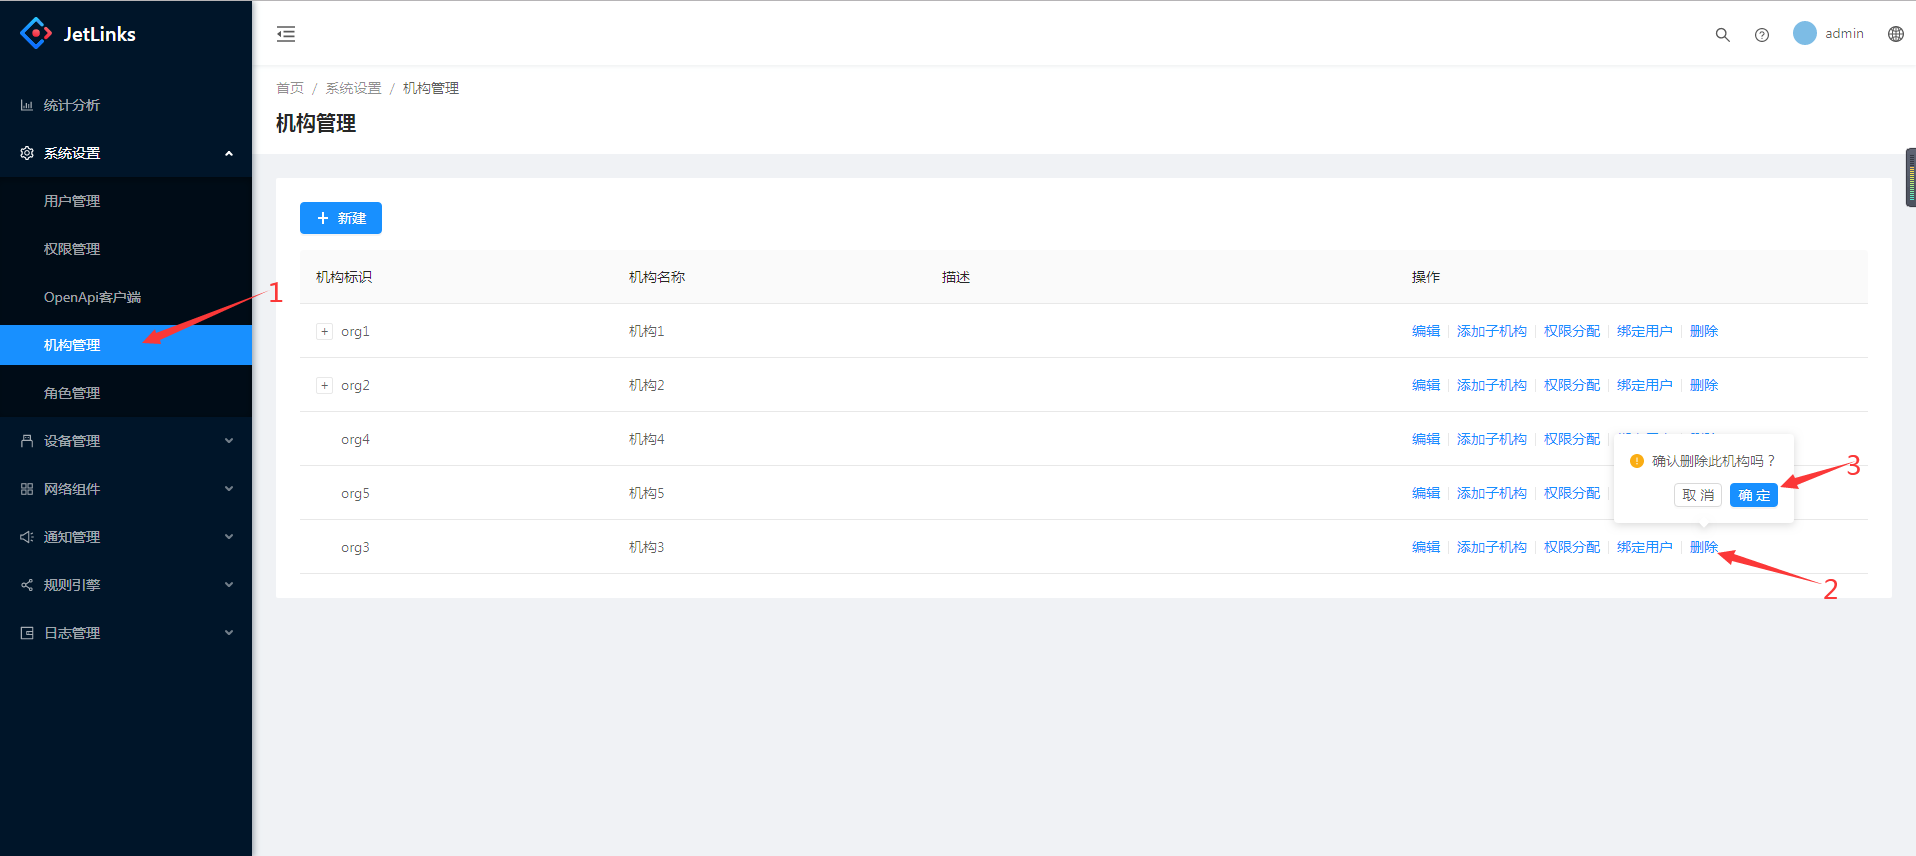 JetLinks
admin
统计分析
系统设置
用户管理
权限管理
OpenApi客户端
机构管理
角色管理
设备管理
网络组件
通知管理
规则引擎
日志管理
首页 / 系统设置 / 机构管理
机构管理
+ 新建
机构标识 机构名称 描述 操作
+ org1 机构1 编辑 添加子机构 权限分配 绑定用户 删除
+ org2 机构2 编辑 添加子机构 权限分配 绑定用户 删除
org4 机构4 编辑 添加子机构 权限分配
org5 机构5 编辑 添加子机构 权限分配
org3 机构3 编辑 添加子机构 权限分配 绑定用户 删除
确认删除此机构吗？
取 消 确 定
1
3
2